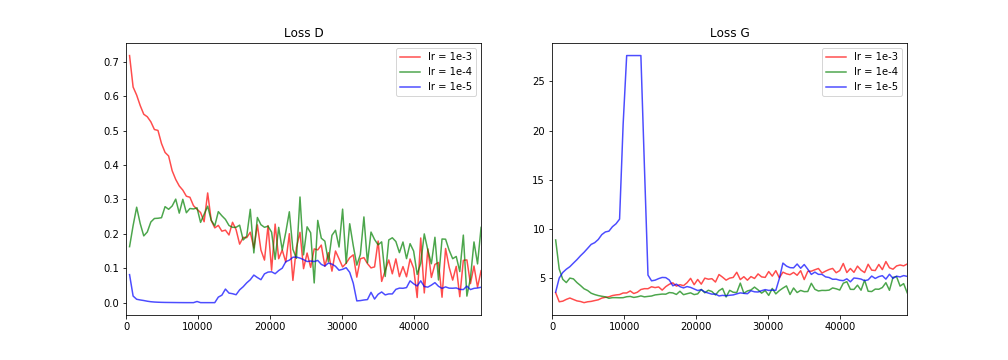 Loss D
lr = 1e-3
lr = 1e-4
lr = 1e-5
0.7
0.6
0.5
0.4
0.3
0.2
0.1
0.0
0 10000 20000 30000 40000
Loss G
lr = 1e-3
lr = 1e-4
lr = 1e-5
25
20
15
10
5
0 10000 20000 30000 40000